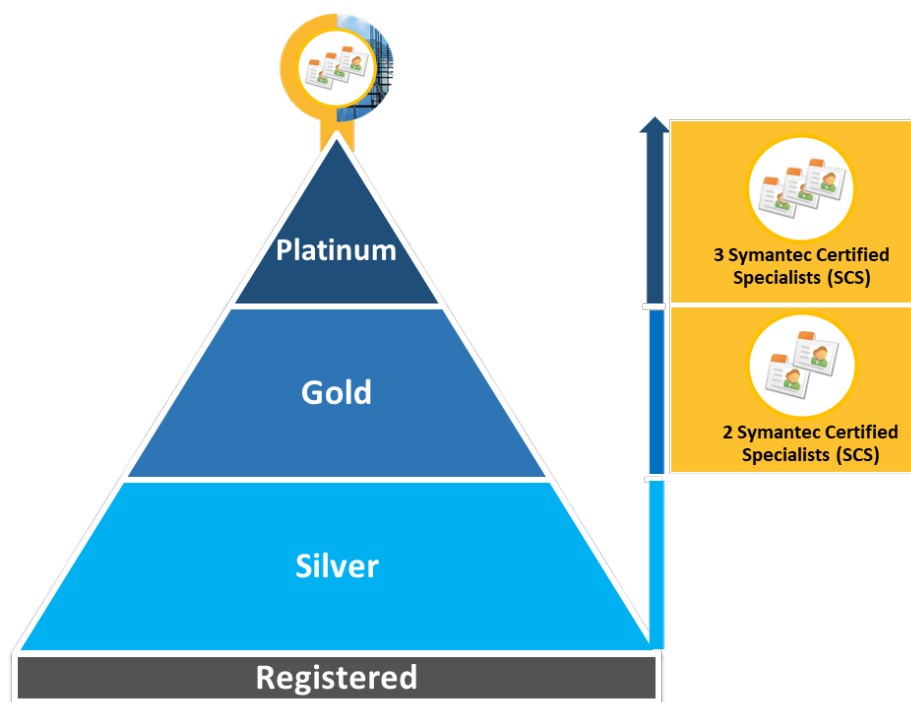 Platinum
Gold
Silver
Registered
3 Symantec Certified
Specialists (SCS)
2 Symantec Certified
Specialists (SCS)